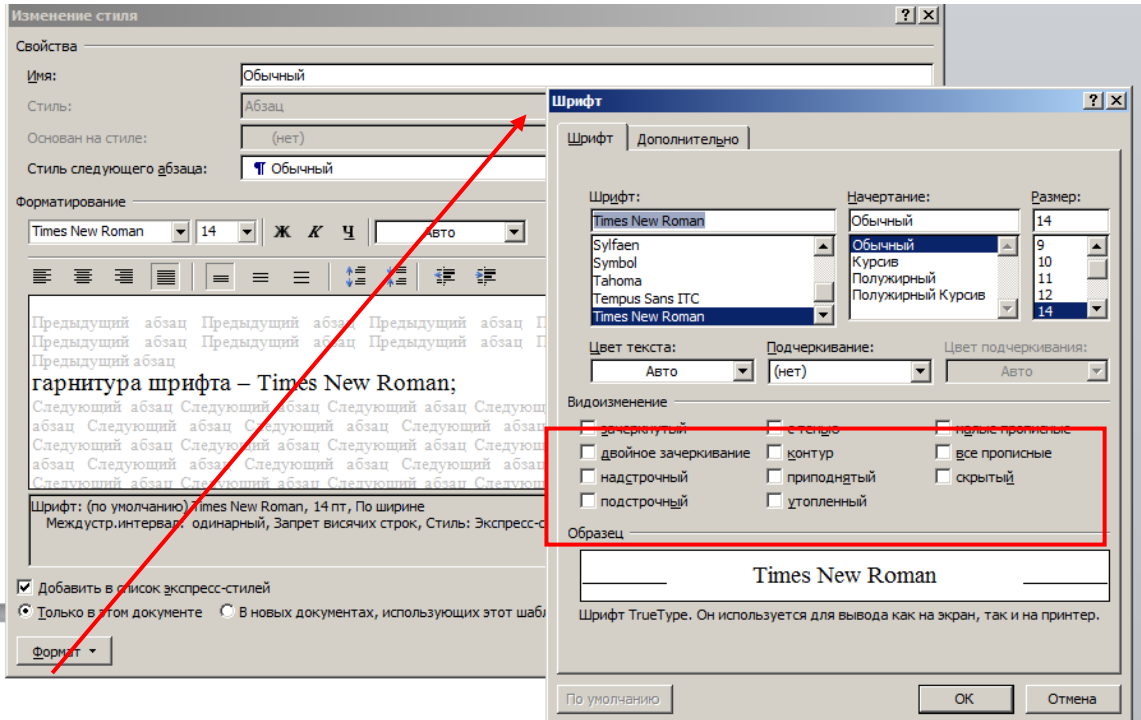 Изменение стиля
Свойства
Имя: Обычный
Стиль: Абзац
Основан на стиле: (нет)
Стиль следующего абзаца: ¶ Обычный
Форматирование
Times New Roman 14 Ж К Ч Авто
Предыдущий абзац Предыдущий абзац Предыдущий абзац
Предыдущий абзац Предыдущий абзац Предыдущий абзац
Предыдущий абзац
гарнитура шрифта – Times New Roman;
Следующий абзац Следующий абзац Следующий абзац Следующ
абзац Следующий абзац Следующий абзац Следующий абзац
Следующий абзац Следующий абзац Следующий абзац Следующ
абзац Следующий абзац Следующий абзац Следующий абзац
Следующий абзац Следующий абзац Следующий абзац Следующ
Шрифт: (по умолчанию) Times New Roman, 14 пт, По ширине
Междустр.интервал: одинарный, Запрет висячих строк, Стиль: Экспресс-с
Добавить в список экспресс-стилей
Только в этом документе В новых документах, использующих этот шабл
Формат
Шрифт
Шрифт Дополнительно
Шрифт: Начертание: Размер:
Times New Roman Обычный 14
Sylfaen Обычный 9
Symbol Курсив 10
Tahoma Полужирный 11
Tempus Sans ITC Полужирный Курсив 12
Times New Roman 14
Цвет текста: Подчеркивание: Цвет подчеркивания:
Авто (нет) Авто
Видоизменение
зачеркнутый с тенью малые прописные
двойное зачеркивание контур все прописные
надстрочный приподнятый скрытый
подстрочный утопленный
Образец
Times New Roman
Шрифт TrueType. Он используется для вывода как на экран, так и на принтер.
По умолчанию ОК Отмена